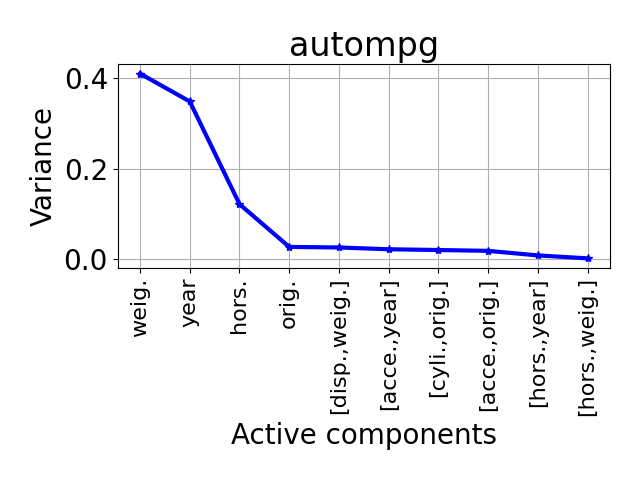 autompg
Variance
0.4
0.2
0.0
weig.
year
hors.
orig.
[disp.,weig.]
[acce.,year]
[cyli.,orig.]
[acce.,orig.]
[hors.,year]
[hors.,weig.]
Active components